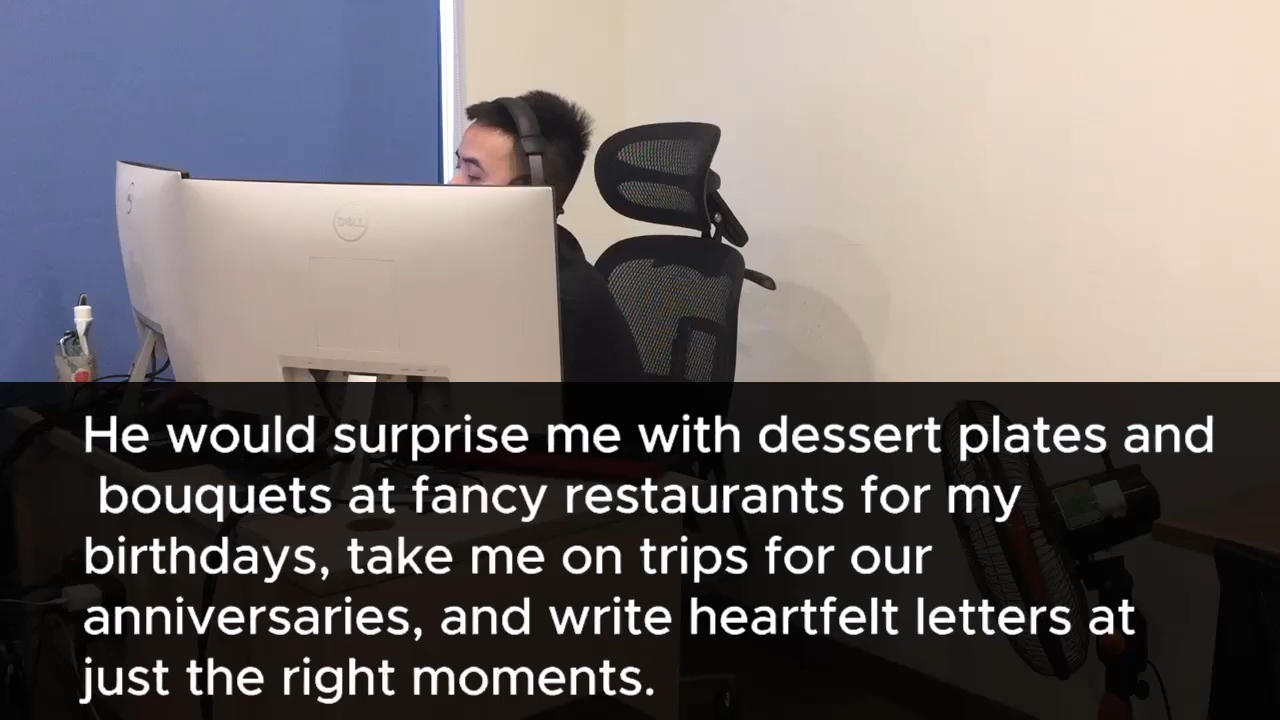 DELL
He would surprise me with dessert plates and
bouquets at fancy restaurants for my
birthdays, take me on trips for our
anniversaries, and write heartfelt letters at
just the right moments.